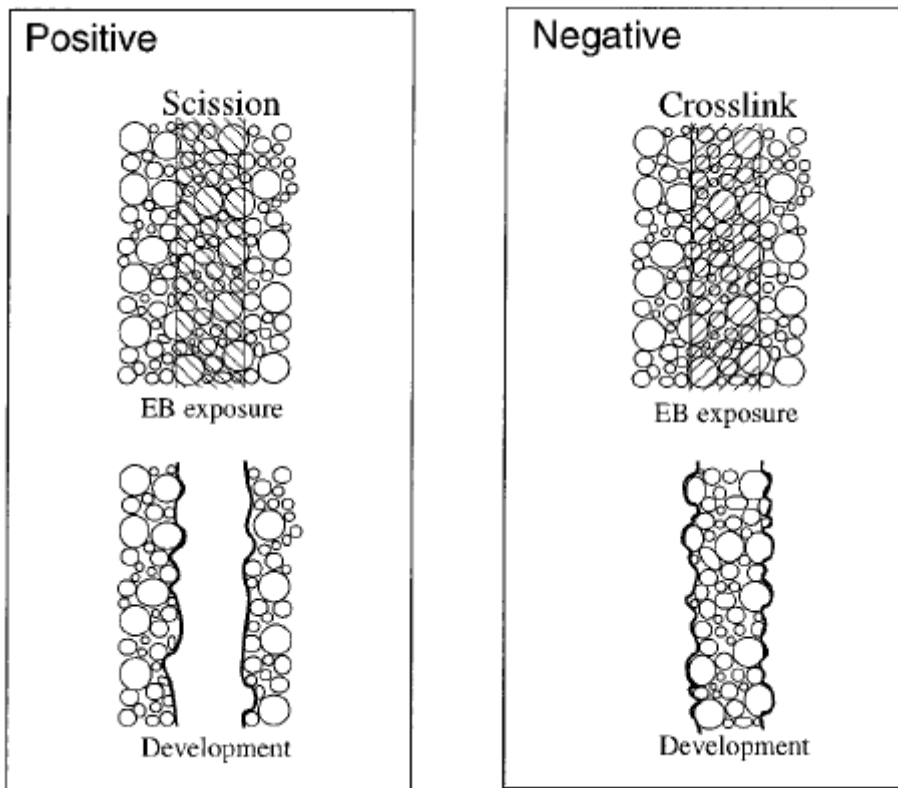 Positive
Scission
EB exposure
Development
Negative
Crosslink
EB exposure
Development